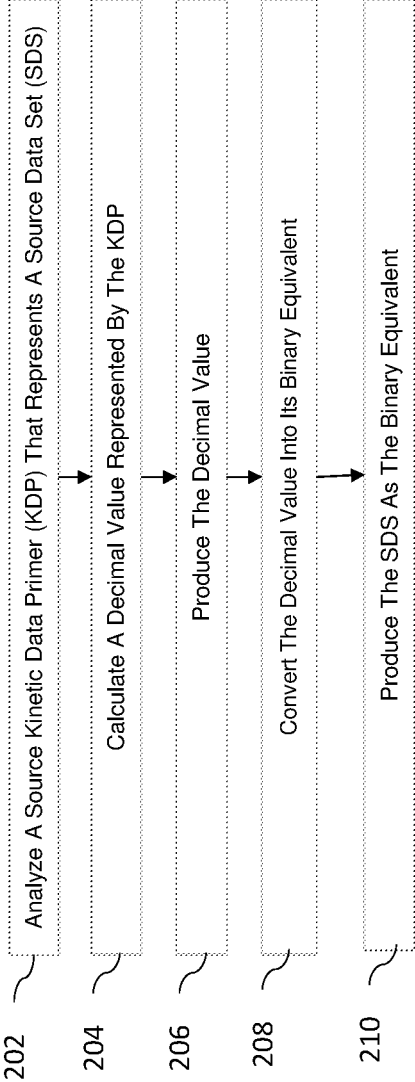 202 Analyze A Source Kinetic Data Primer (KDP) That Represents A Source Data Set (SDS)
204 Calculate A Decimal Value Represented By The KDP
206 Produce The Decimal Value
208 Convert The Decimal Value Into Its Binary Equivalent
210 Produce The SDS As The Binary Equivalent